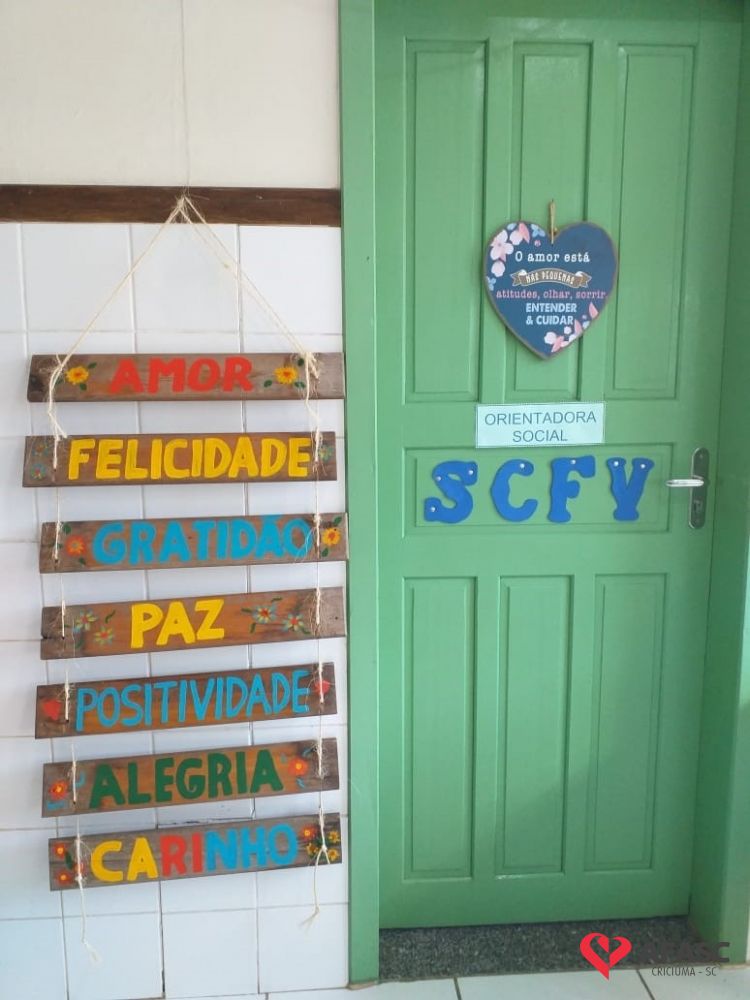 AMOR
FELICIDADE
GRATIDÃO
PAZ
POSITIVIDADE
ALEGRIA
CARINHO
O amor está
NAS PEQUENAS
atitudes, olhar, sorrir,
ENTENDER
& CUIDAR
ORIENTADORA
SOCIAL
SCFV
CRICIÚMA - SC